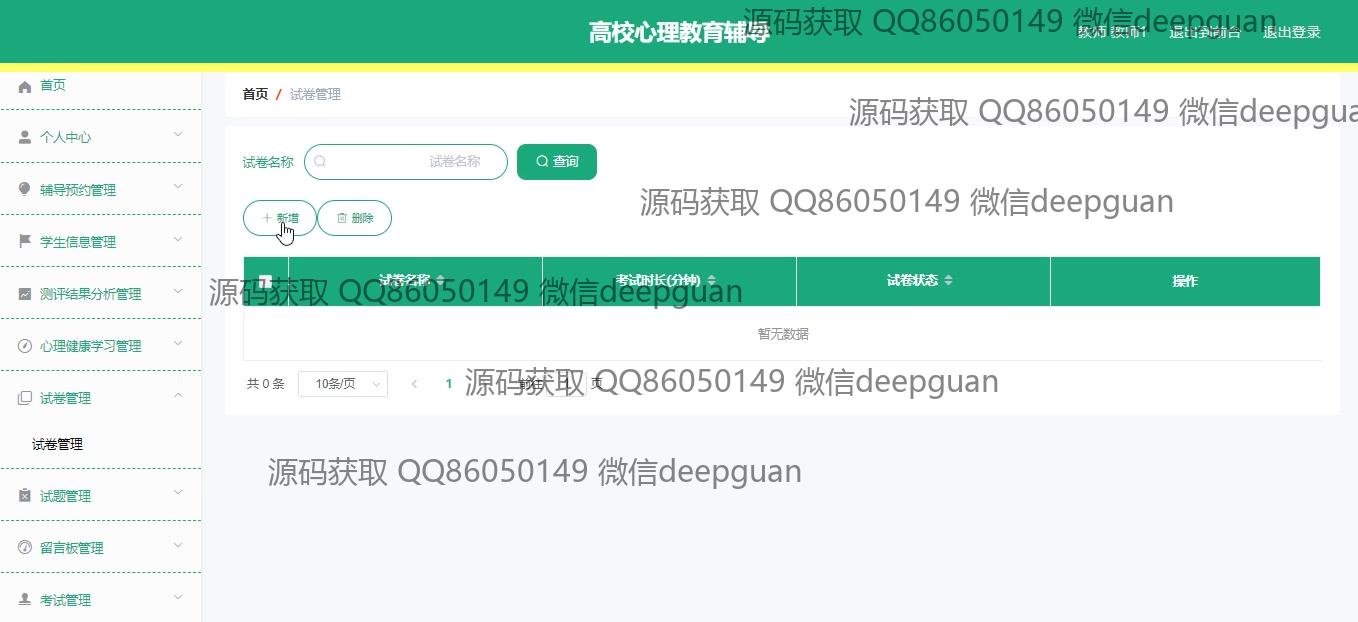 高校心理教育辅导
教师 教师1 退出到前台 退出登录
源码获取 QQ86050149 微信deepguan
首页
个人中心
辅导预约管理
学生信息管理
测评结果分析管理
心理健康学习管理
试卷管理
试卷管理
试题管理
留言板管理
考试管理
首页 / 试卷管理
源码获取 QQ86050149 微信deepgua
试卷名称 试卷名称 查询
源码获取 QQ86050149 微信deepguan
新增 删除
试卷名称 考试时长(分钟) 试卷状态 操作
源码获取 QQ86050149 微信deepguan
暂无数据
共 0 条 10条/页 1 前往 1 页
源码获取 QQ86050149 微信deepguan
源码获取 QQ86050149 微信deepguan